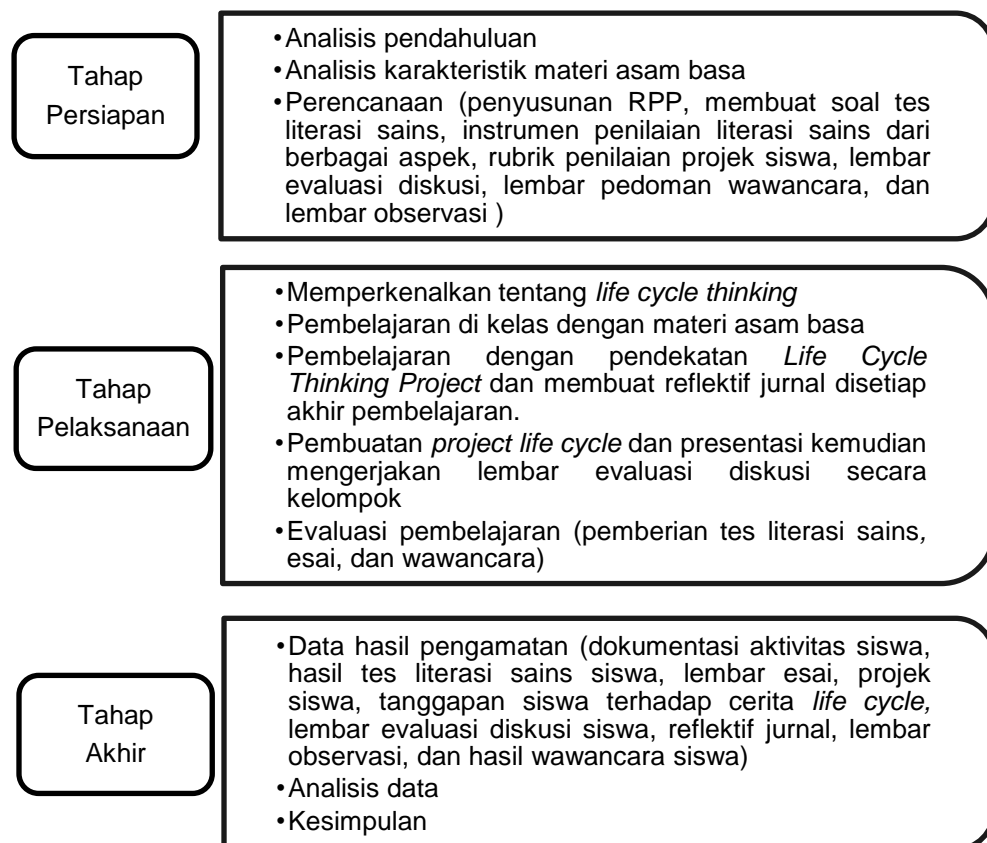 Tahap
Persiapan
•Analisis pendahuluan
•Analisis karakteristik materi asam basa
•Perencanaan (penyusunan RPP, membuat soal tes
literasi sains, instrumen penilaian literasi sains dari
berbagai aspek, rubrik penilaian projek siswa, lembar
evaluasi diskusi, lembar pedoman wawancara, dan
lembar observasi )
Tahap
Pelaksanaan
•Memperkenalkan tentang life cycle thinking
•Pembelajaran di kelas dengan materi asam basa
•Pembelajaran dengan pendekatan Life Cycle
Thinking Project dan membuat reflektif jurnal disetiap
akhir pembelajaran.
•Pembuatan project life cycle dan presentasi kemudian
mengerjakan lembar evaluasi diskusi secara
kelompok
•Evaluasi pembelajaran (pemberian tes literasi sains,
esai, dan wawancara)
Tahap
Akhir
•Data hasil pengamatan (dokumentasi aktivitas siswa,
hasil tes literasi sains siswa, lembar esai, projek
siswa, tanggapan siswa terhadap cerita life cycle,
lembar evaluasi diskusi siswa, reflektif jurnal, lembar
observasi, dan hasil wawancara siswa)
•Analisis data
•Kesimpulan